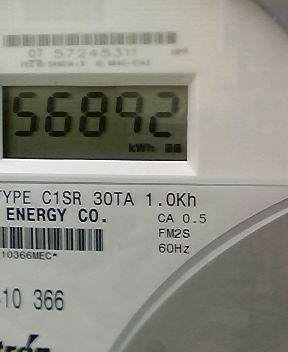 07 57245311
56892
kWh
TYPE C1SR 30TA 1.0Kh
ENERGY CO.
CA 0.5
FM2S
60Hz
10366MEC*
10 366